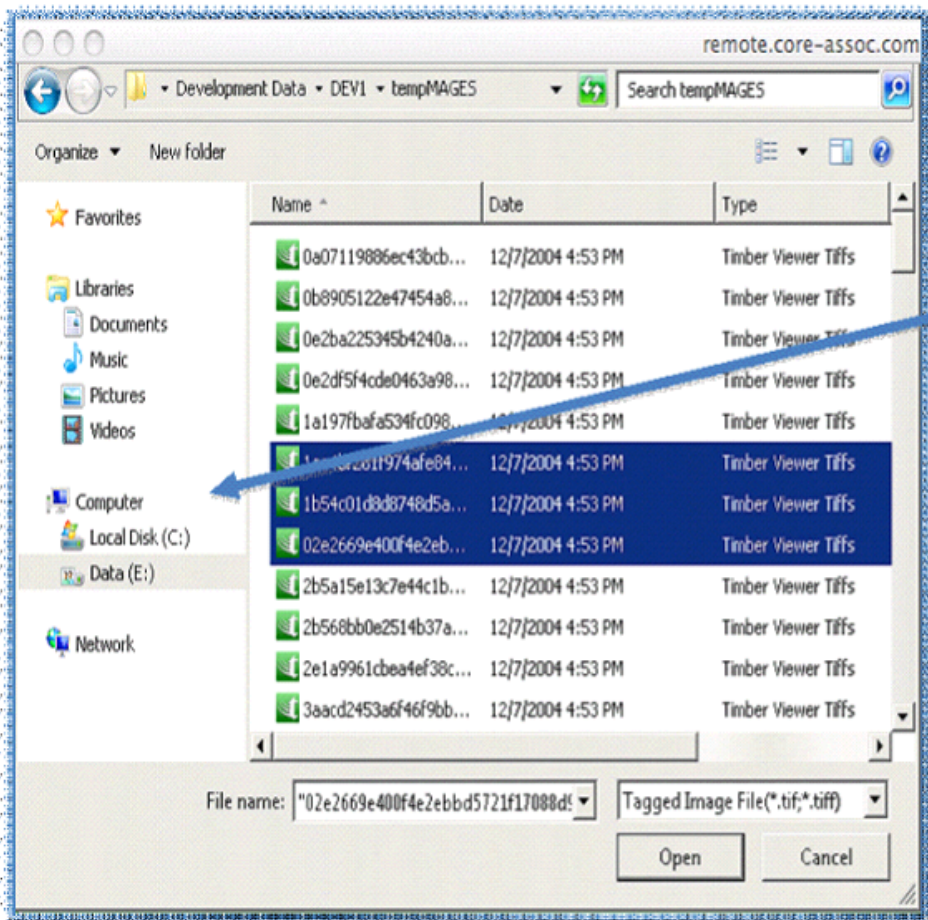 remote.core-assoc.com
• Development Data • DEV1 • tempMAGES
Search tempMAGES
Organize
New folder
Favorites
Libraries
Documents
Music
Pictures
Videos
Computer
Local Disk (C:)
Data (E:)
Network
Name Date Type
0a07119886ec43bcb... 12/7/2004 4:53 PM Timber Viewer Tiffs
0b8905122e47454a8... 12/7/2004 4:53 PM Timber Viewer Tiffs
0e2ba225345b4240a... 12/7/2004 4:53 PM Timber Viewer Tiffs
0e2df5f4cde0463a98... 12/7/2004 4:53 PM Timber Viewer Tiffs
1a197fbafa534fc098... 12/7/2004 4:53 PM Timber Viewer Tiffs
12/7/2004 4:53 PM Timber Viewer Tiffs
1b54c01d8d8748d5a... 12/7/2004 4:53 PM Timber Viewer Tiffs
02e2669e400f4e2eb... 12/7/2004 4:53 PM Timber Viewer Tiffs
2b5a15e13c7e44c1b... 12/7/2004 4:53 PM Timber Viewer Tiffs
2b568bb0e2514b37a... 12/7/2004 4:53 PM Timber Viewer Tiffs
2e1a9961cbea4ef38c... 12/7/2004 4:53 PM Timber Viewer Tiffs
3aacd2453a6f46f9bb... 12/7/2004 4:53 PM Timber Viewer Tiffs
File name: "02e2669e400f4e2ebbd5721f17088d9
Tagged Image File(*.tif;*.tiff)
Open
Cancel